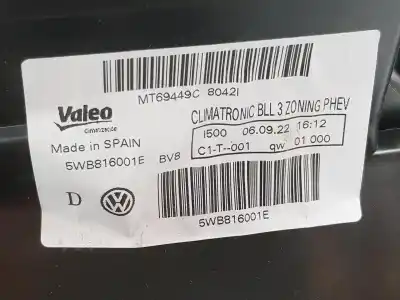 MT69449C 8042I
Valeo
Climatización
Made in SPAIN
5WB816001E BV8
CLIMATRONIC BLL 3 ZONING PHEV
I500 06.09.22 16:12
C1-T--001 qw 01 000
D
5WB816001E